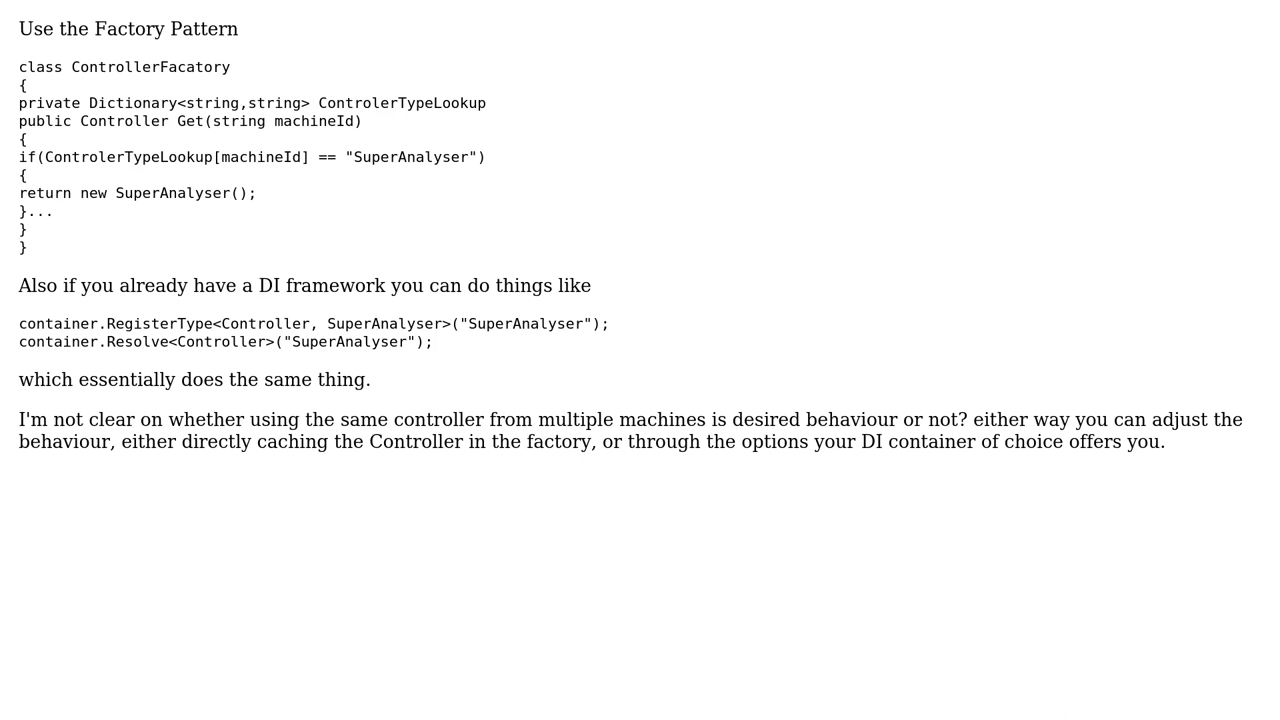 Use the Factory Pattern
class ControllerFacatory
{
private Dictionary<string,string> ControlerTypeLookup
public Controller Get(string machineId)
{
if(ControlerTypeLookup[machineId] == "SuperAnalyser")
{
return new SuperAnalyser();
}...
}
}
Also if you already have a DI framework you can do things like
container.RegisterType<Controller, SuperAnalyser>("SuperAnalyser");
container.Resolve<Controller>("SuperAnalyser");
which essentially does the same thing.
I'm not clear on whether using the same controller from multiple machines is desired behaviour or not? either way you can adjust the
behaviour, either directly caching the Controller in the factory, or through the options your DI container of choice offers you.